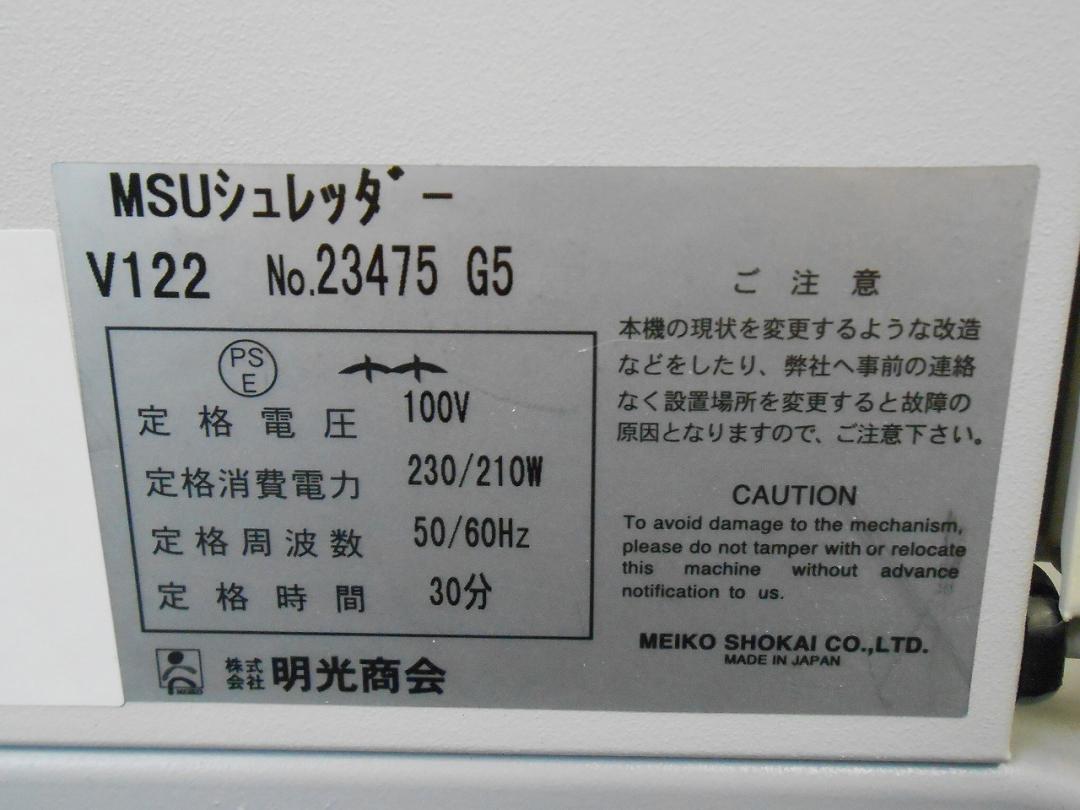 MSUシュレッダー
V122 No.23475 G5
PS
E
定格電圧 100V
定格消費電力 230/210W
定格周波数 50/60Hz
定格時間 30分
MEIKO
株式会社 明光商会
ご注意
本機の現状を変更するような改造
などをしたり、弊社へ事前の連絡
なく設置場所を変更すると故障の
原因となりますので、ご注意下さい。
CAUTION
To avoid damage to the mechanism,
please do not tamper with or relocate
this machine without advance
notification to us.
MEIKO SHOKAI CO.,LTD.
MADE IN JAPAN